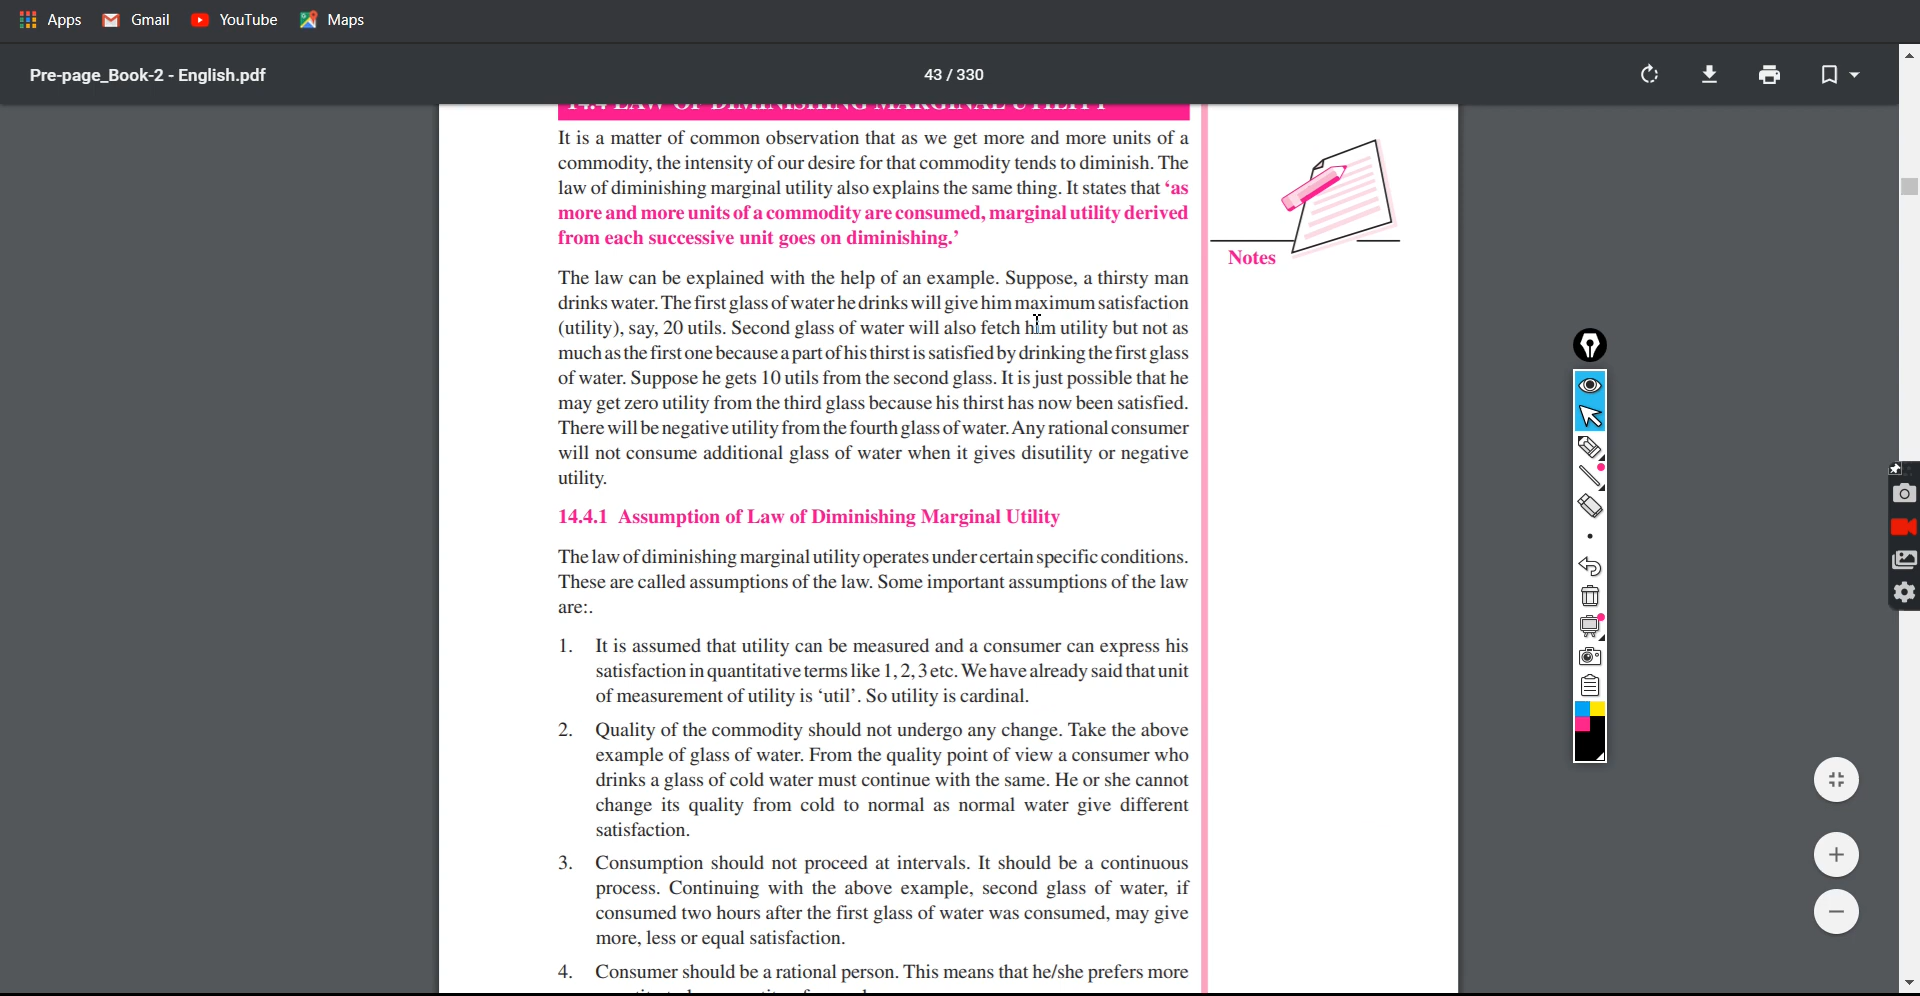 Apps Gmail YouTube Maps
Pre-page_Book-2 - English.pdf 43 / 330
14.4 LAW OF DIMINISHING MARGINAL UTILITY
It is a matter of common observation that as we get more and more units of a
commodity, the intensity of our desire for that commodity tends to diminish. The
law of diminishing marginal utility also explains the same thing. It states that ‘as
more and more units of a commodity are consumed, marginal utility derived
from each successive unit goes on diminishing.’
Notes
The law can be explained with the help of an example. Suppose, a thirsty man
drinks water. The first glass of water he drinks will give him maximum satisfaction
(utility), say, 20 utils. Second glass of water will also fetch him utility but not as
much as the first one because a part of his thirst is satisfied by drinking the first glass
of water. Suppose he gets 10 utils from the second glass. It is just possible that he
may get zero utility from the third glass because his thirst has now been satisfied.
There will be negative utility from the fourth glass of water. Any rational consumer
will not consume additional glass of water when it gives disutility or negative
utility.
14.4.1 Assumption of Law of Diminishing Marginal Utility
The law of diminishing marginal utility operates under certain specific conditions.
These are called assumptions of the law. Some important assumptions of the law
are:.
1. It is assumed that utility can be measured and a consumer can express his
satisfaction in quantitative terms like 1, 2, 3 etc. We have already said that unit
of measurement of utility is ‘util’. So utility is cardinal.
2. Quality of the commodity should not undergo any change. Take the above
example of glass of water. From the quality point of view a consumer who
drinks a glass of cold water must continue with the same. He or she cannot
change its quality from cold to normal as normal water give different
satisfaction.
3. Consumption should not proceed at intervals. It should be a continuous
process. Continuing with the above example, second glass of water, if
consumed two hours after the first glass of water was consumed, may give
more, less or equal satisfaction.
4. Consumer should be a rational person. This means that he/she prefers more